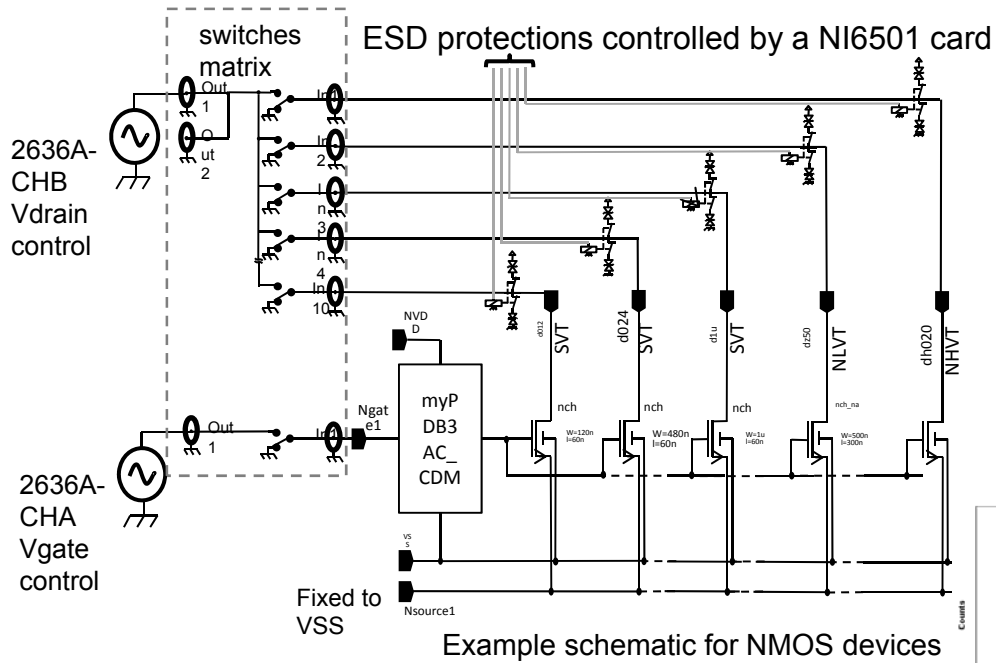 switches
matrix
ESD protections controlled by a NI6501 card
Out
1
O
ut
2
In1
In
2
I
n
3
I
n
4
In
10
2636A-
CHB
Vdrain
control
d012
SVT
d024
SVT
d1u
SVT
dz50
NLVT
dh020
NHVT
NVD
D
myP
DB3
AC_
CDM
Ngat
e1
nch
W=120n
l=60n
nch
W=480n
l=60n
nch
W=1u
l=60n
nch_na
W=500n
l=300n
Out
1
In1
2636A-
CHA
Vgate
control
vs
s
Fixed to
VSS
Nsource1
Example schematic for NMOS devices
Counts